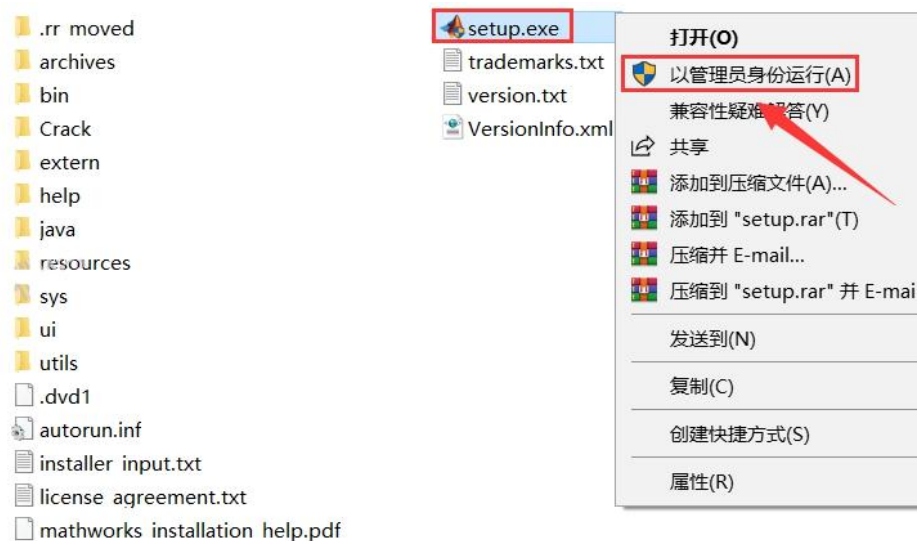 .rr moved
archives
bin
Crack
extern
help
java
resources
sys
ui
utils
.dvd1
autorun.inf
installer input.txt
license agreement.txt
mathworks installation help.pdf
setup.exe
trademarks.txt
version.txt
VersionInfo.xml
打开(O)
以管理员身份运行(A)
兼容性疑难解答(Y)
共享
添加到压缩文件(A)...
添加到 "setup.rar"(T)
压缩并 E-mail...
压缩到 "setup.rar" 并 E-mai
发送到(N)
复制(C)
创建快捷方式(S)
属性(R)